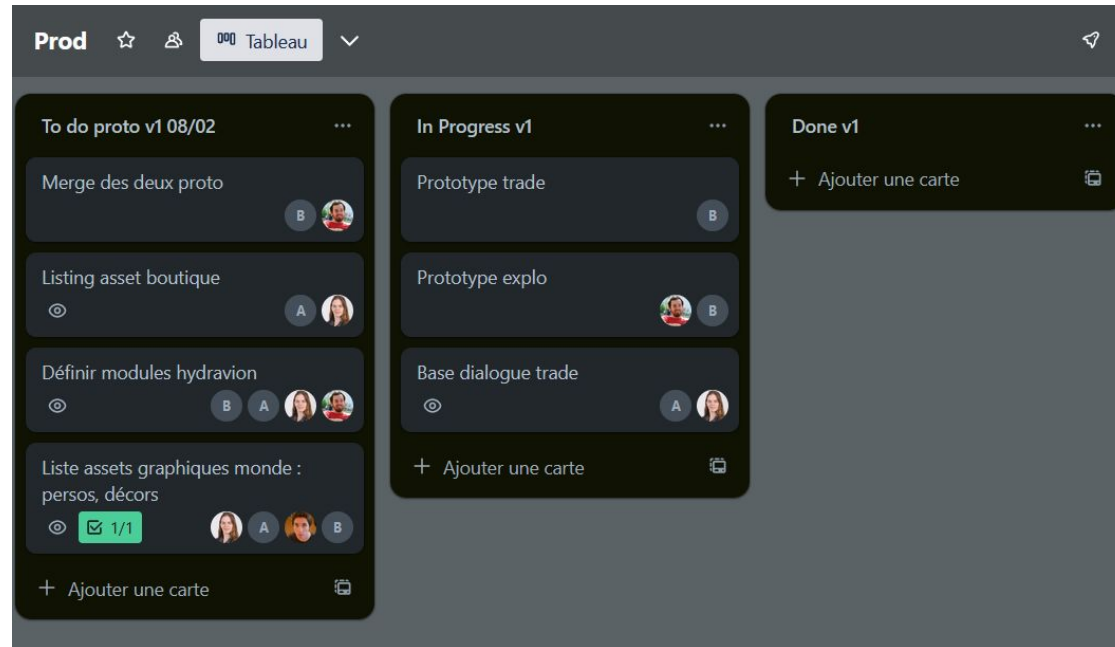 Prod
Tableau
To do proto v1 08/02
Merge des deux proto
B
Listing asset boutique
A
Définir modules hydravion
B A
Liste assets graphiques monde :
persos, décors
1/1
A B
+ Ajouter une carte
In Progress v1
Prototype trade
B
Prototype explo
B
Base dialogue trade
A
+ Ajouter une carte
Done v1
+ Ajouter une carte